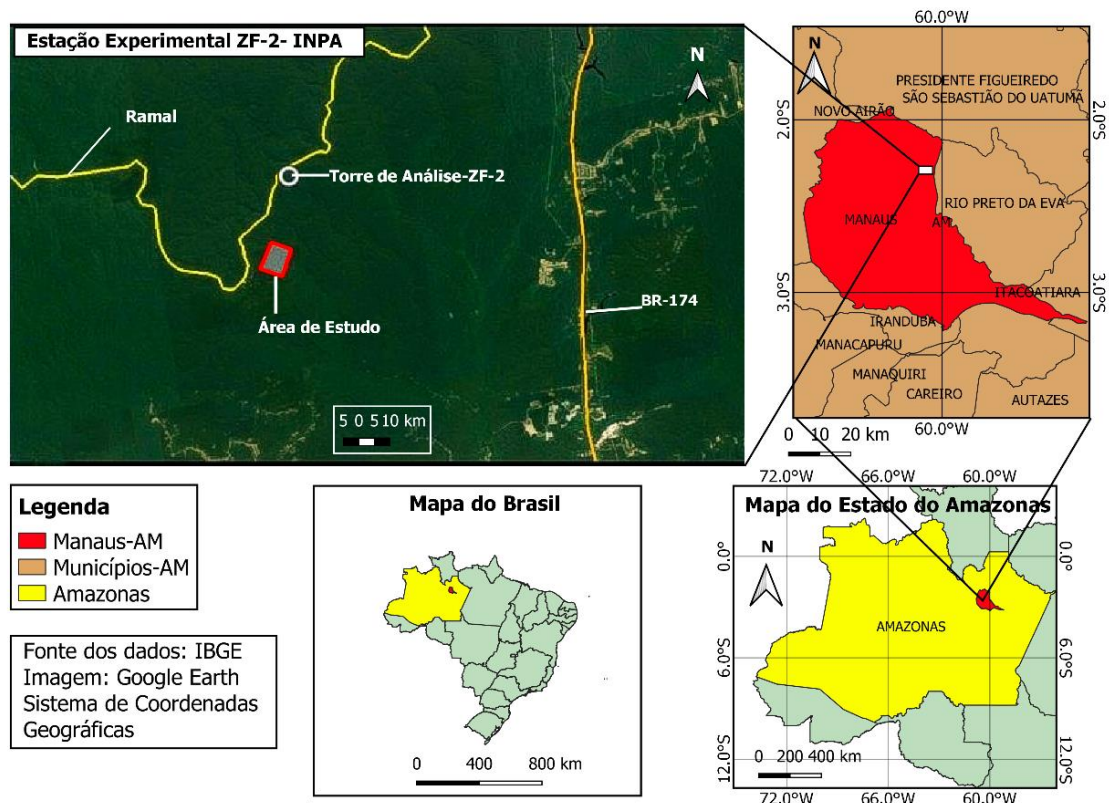 Estação Experimental ZF-2- INPA
N
Ramal
Torre de Análise-ZF-2
Área de Estudo
BR-174
5 0 510 km
60.0°W
N
PRESIDENTE FIGUEIREDO
SÃO SEBASTIÃO DO UATUMÃ
NOVO AIRÃO
2.0°S
2.0°S
RIO PRETO DA EVA
MANAUS
AM
3.0°S
3.0°S
ITACOATIARA
IRANDUBA
MANACAPURU
MANAQUIRI
CAREIRO
AUTAZES
60.0°W
0 10 20 km
Legenda
Manaus-AM
Municípios-AM
Amazonas
Fonte dos dados: IBGE
Imagem: Google Earth
Sistema de Coordenadas
Geográficas
Mapa do Brasil
0 400 800 km
72.0°W 66.0°W 60.0°W
Mapa do Estado do Amazonas
N
0.0°
0.0°
AMAZONAS
6.0°S
6.0°S
12.0°S
12.0°S
0 200 400 km
72.0°W 66.0°W 60.0°W